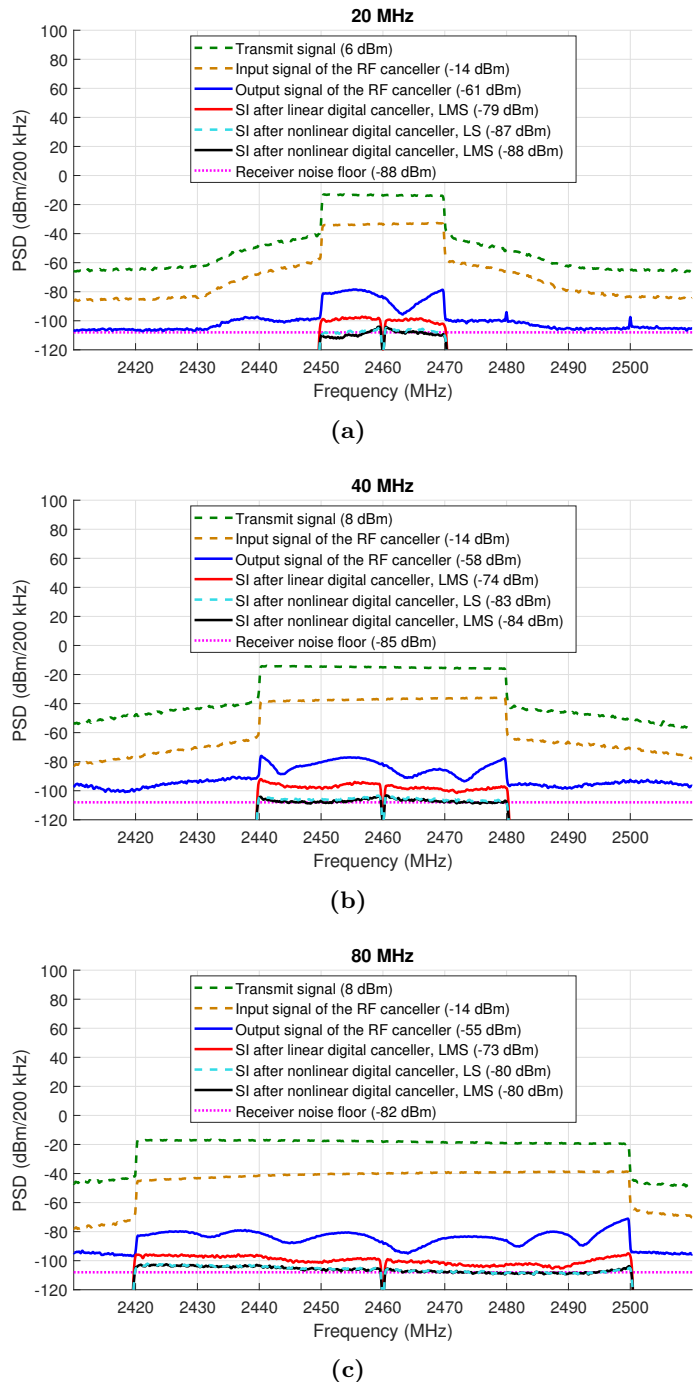 20 MHz
100
80
60
40
20
0
-20
-40
-60
-80
-100
-120
PSD (dBm/200 kHz)
Transmit signal (6 dBm)
Input signal of the RF canceller (-14 dBm)
Output signal of the RF canceller (-61 dBm)
SI after linear digital canceller, LMS (-79 dBm)
SI after nonlinear digital canceller, LS (-87 dBm)
SI after nonlinear digital canceller, LMS (-88 dBm)
Receiver noise floor (-88 dBm)
2420 2430 2440 2450 2460 2470 2480 2490 2500
Frequency (MHz)
(a)
40 MHz
100
80
60
40
20
0
-20
-40
-60
-80
-100
-120
PSD (dBm/200 kHz)
Transmit signal (8 dBm)
Input signal of the RF canceller (-14 dBm)
Output signal of the RF canceller (-58 dBm)
SI after linear digital canceller, LMS (-74 dBm)
SI after nonlinear digital canceller, LS (-83 dBm)
SI after nonlinear digital canceller, LMS (-84 dBm)
Receiver noise floor (-85 dBm)
2420 2430 2440 2450 2460 2470 2480 2490 2500
Frequency (MHz)
(b)
80 MHz
100
80
60
40
20
0
-20
-40
-60
-80
-100
-120
PSD (dBm/200 kHz)
Transmit signal (8 dBm)
Input signal of the RF canceller (-14 dBm)
Output signal of the RF canceller (-55 dBm)
SI after linear digital canceller, LMS (-73 dBm)
SI after nonlinear digital canceller, LS (-80 dBm)
SI after nonlinear digital canceller, LMS (-80 dBm)
Receiver noise floor (-82 dBm)
2420 2430 2440 2450 2460 2470 2480 2490 2500
Frequency (MHz)
(c)